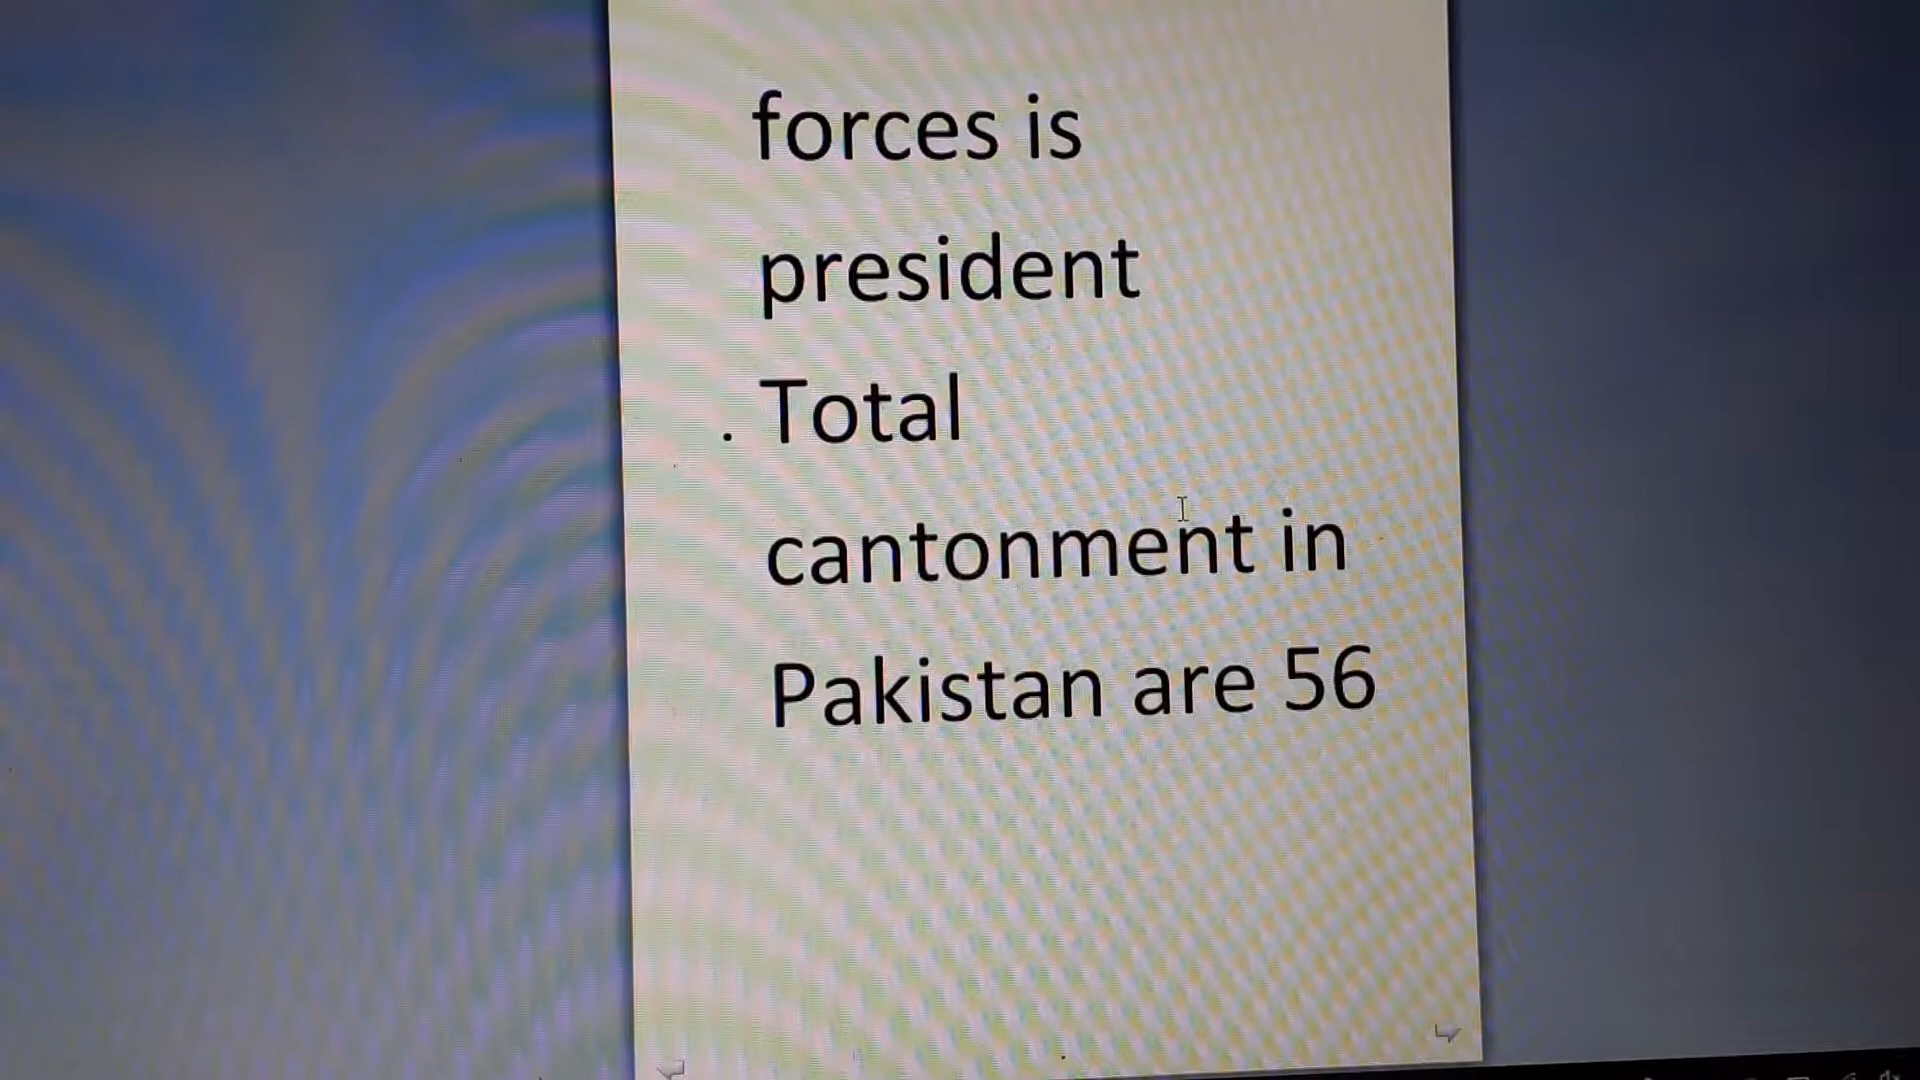 forces is
president
. Total
cantonment in
Pakistan are 56